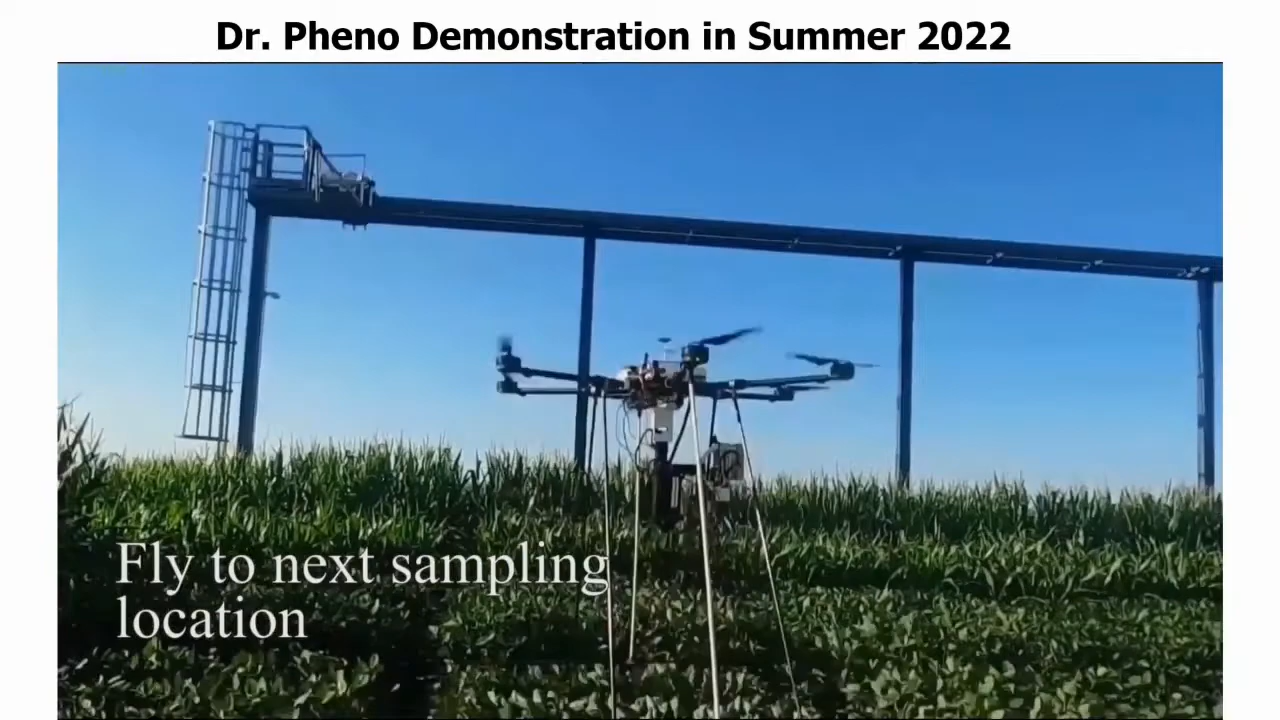 Dr. Pheno Demonstration in Summer 2022
Fly to next sampling
location